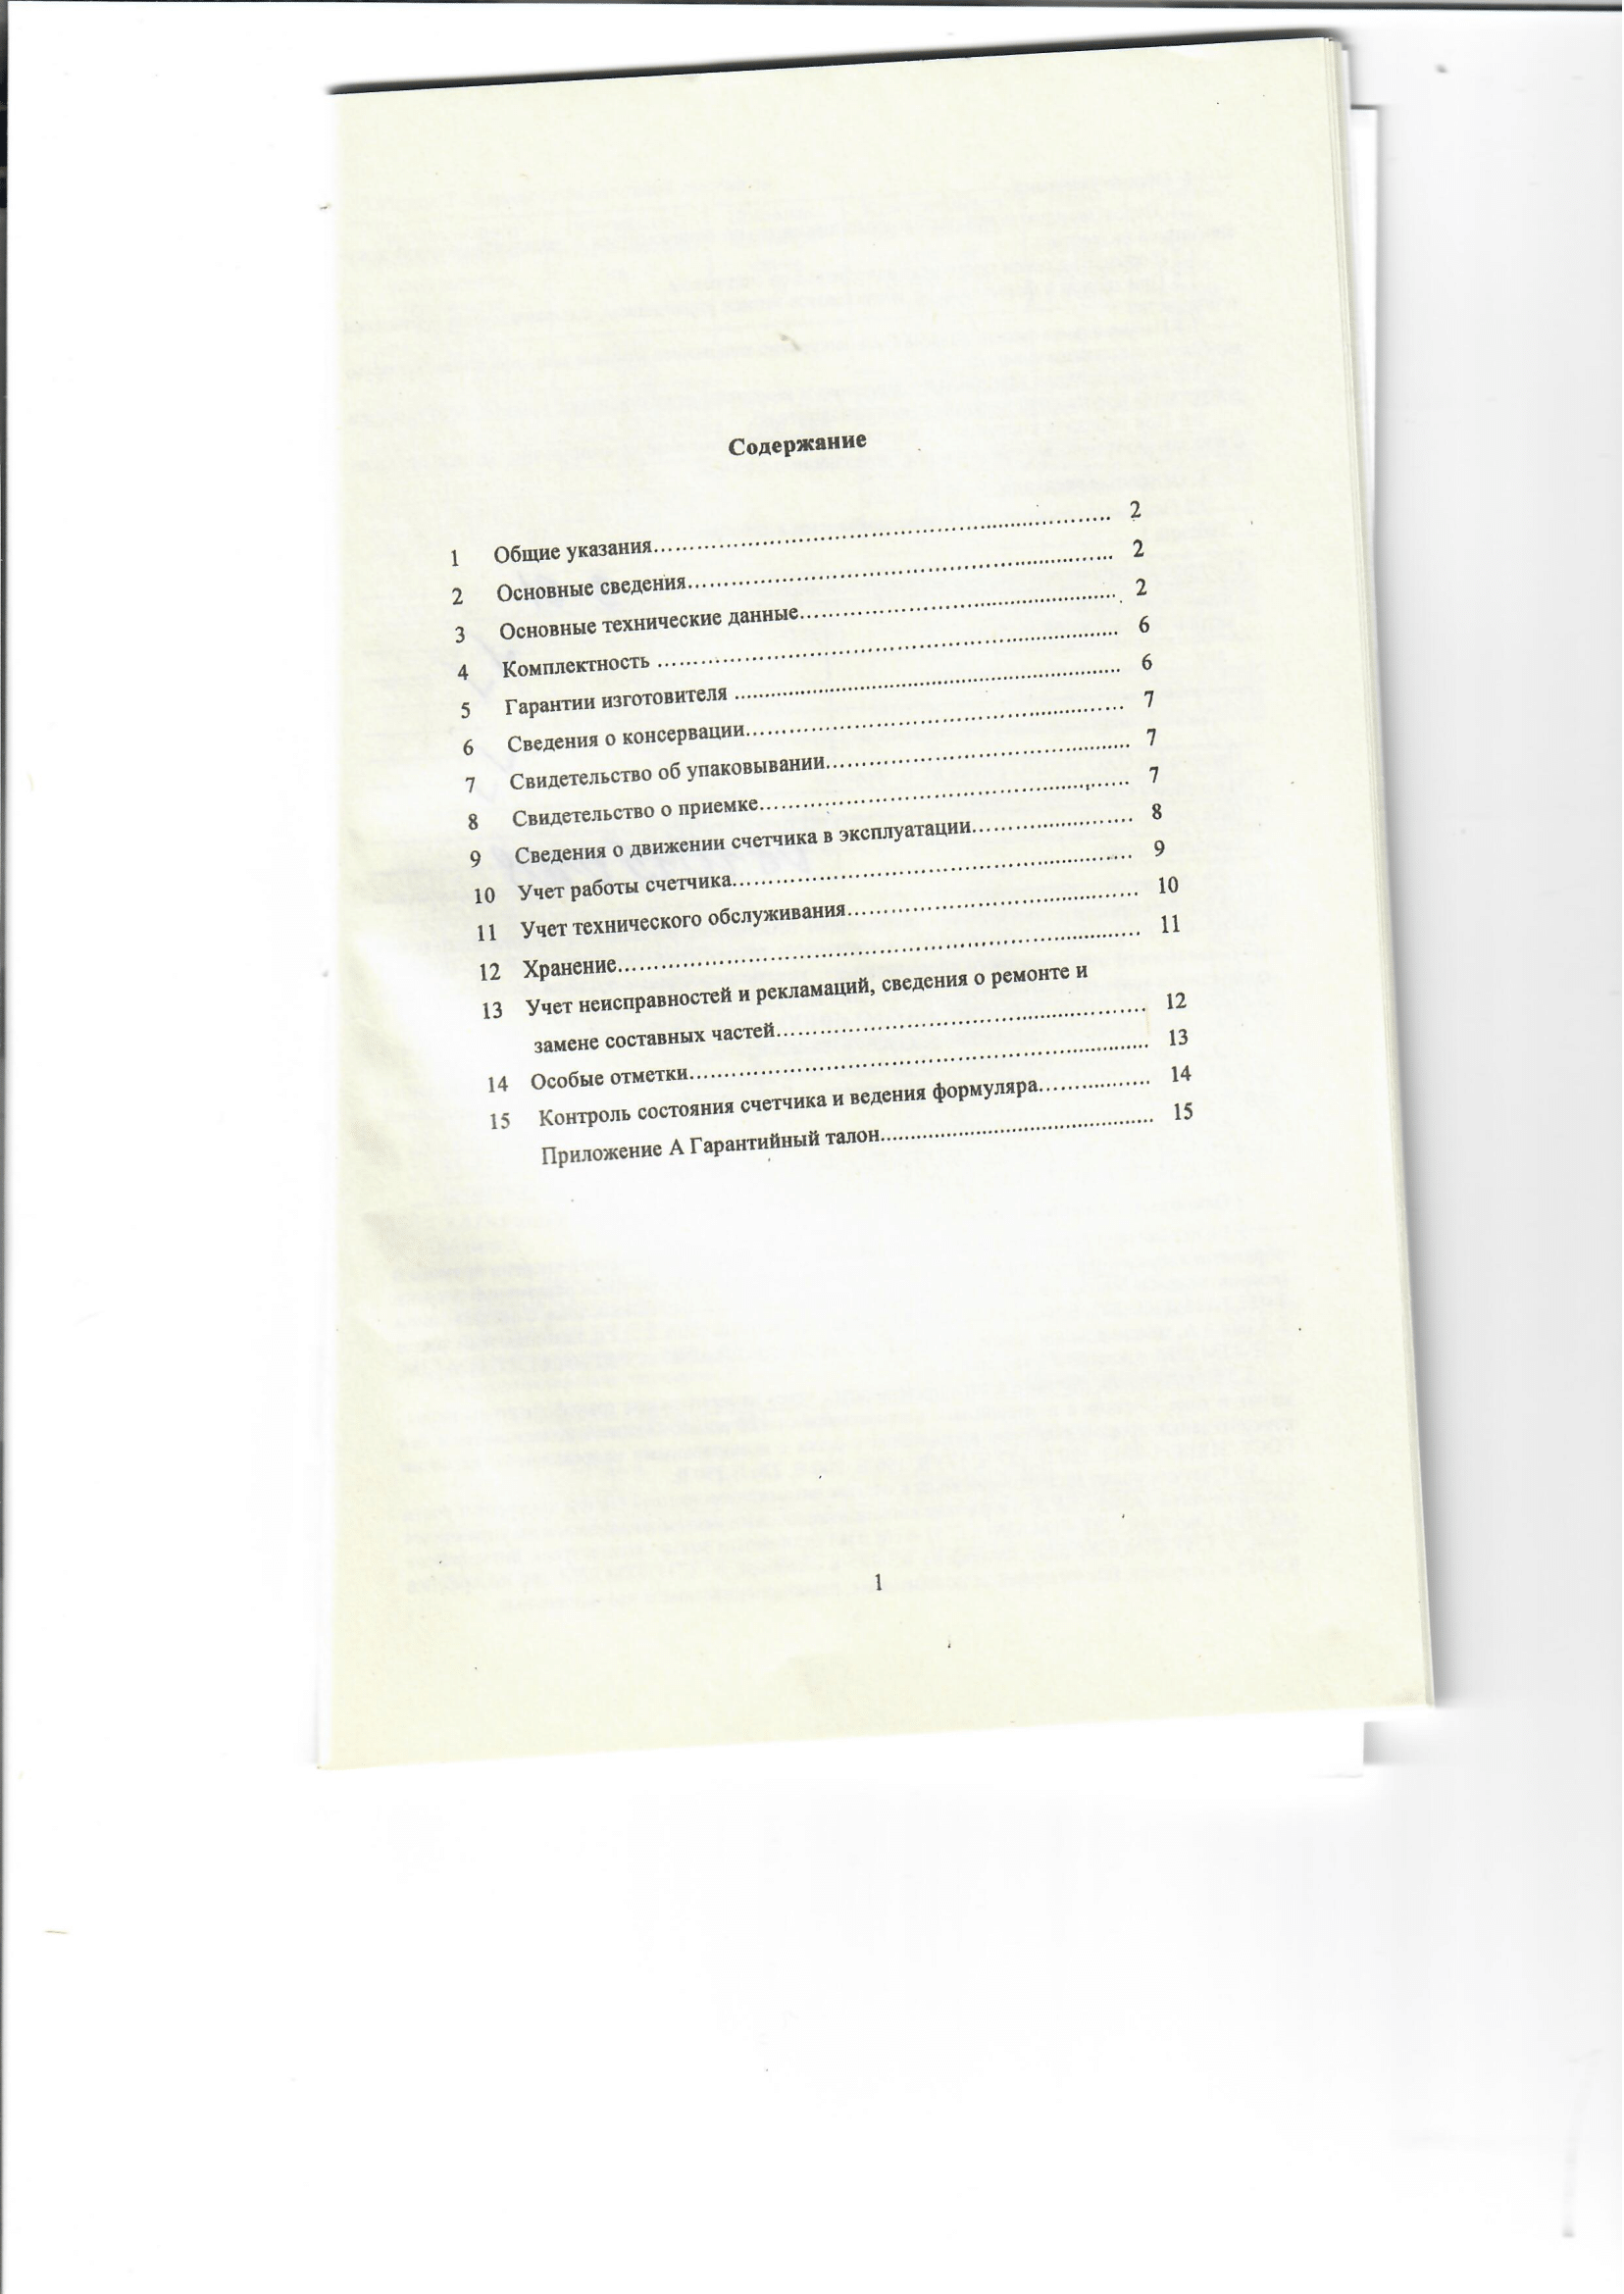 Содержание
1 Общие указания........................................ 2
2 Основные сведения........................................ 2
3 Основные технические данные........................................ 2
4 Комплектность ........................................ 6
5 Гарантии изготовителя ........................................ 6
6 Сведения о консервации........................................ 7
7 Свидетельство об упаковывании........................................ 7
8 Свидетельство о приемке........................................ 7
9 Сведения о движении счетчика в эксплуатации........................ 8
10 Учет работы счетчика........................................ 9
11 Учет технического обслуживания........................................ 10
12 Хранение........................................ 11
13 Учет неисправностей и рекламаций, сведения о ремонте и
замене составных частей........................................ 12
14 Особые отметки........................................ 13
15 Контроль состояния счетчика и ведения формуляра.................. 14
Приложение А Гарантийный талон........................................ 15
1